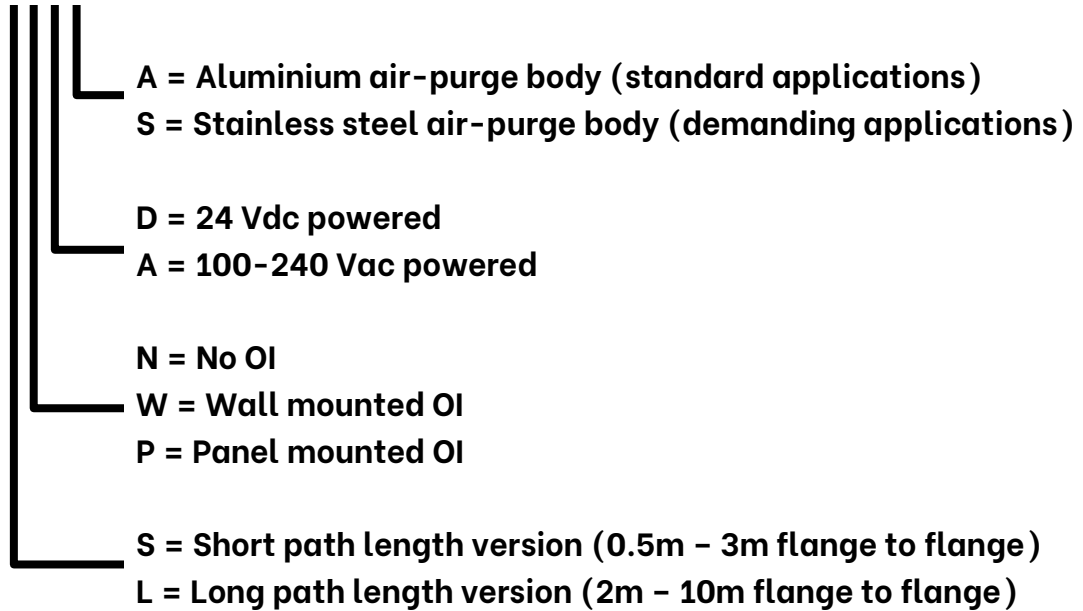 A = Aluminium air-purge body (standard applications)
S = Stainless steel air-purge body (demanding applications)
D = 24 Vdc powered
A = 100-240 Vac powered
N = No OI
W = Wall mounted OI
P = Panel mounted OI
S = Short path length version (0.5m – 3m flange to flange)
L = Long path length version (2m – 10m flange to flange)